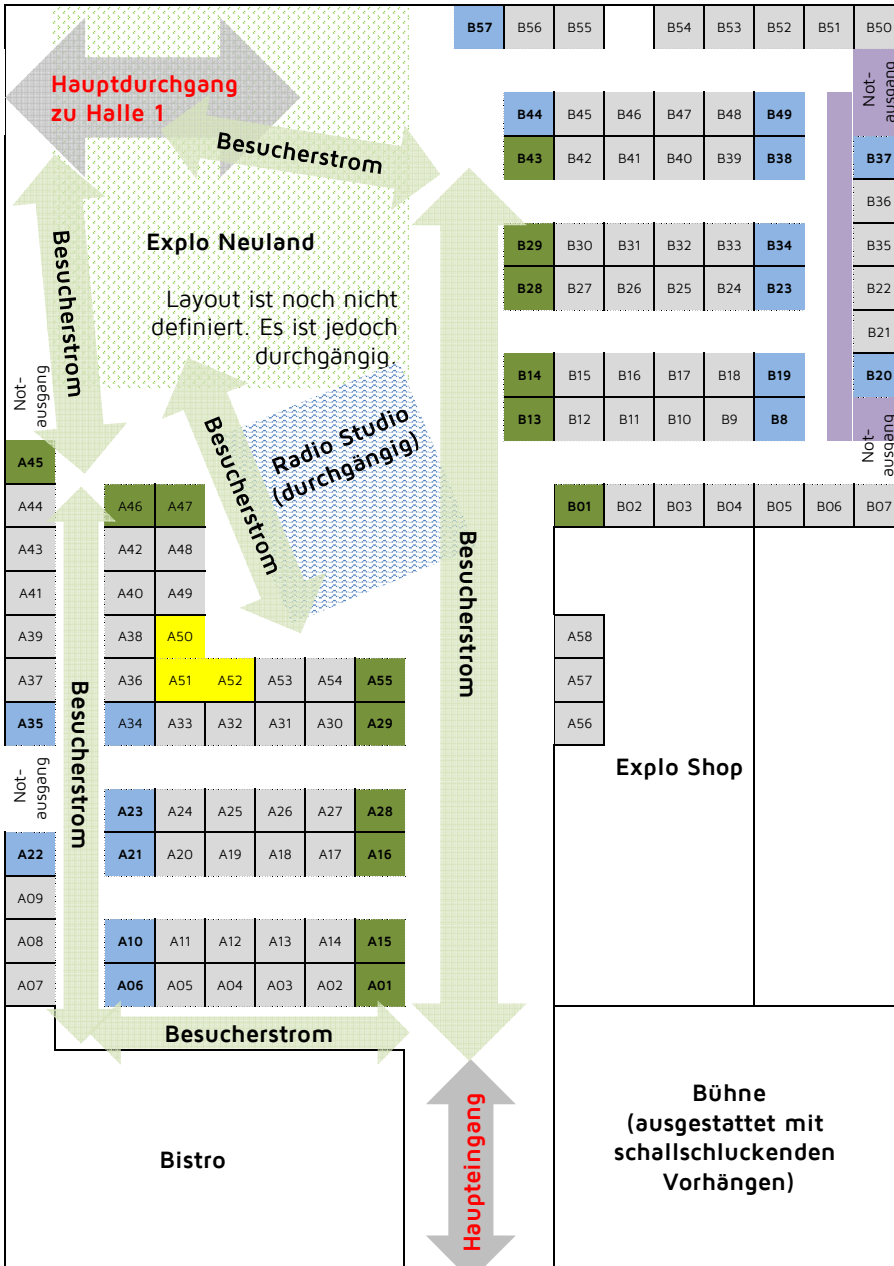 B57 B56 B55 B54 B53 B52 B51 B50
Hauptdurchgang
zu Halle 1
Not-
ausgang
B44 B45 B46 B47 B48 B49
Besucherstrom
B43 B42 B41 B40 B39 B38 B37
B36
Besucherstrom
Explo Neuland
B29 B30 B31 B32 B33 B34 B35
Layout ist noch nicht
definiert. Es ist jedoch
durchgängig.
B28 B27 B26 B25 B24 B23 B22
B21
Not-
ausgang
B14 B15 B16 B17 B18 B19 B20
Radio Studio
(durchgängig)
Besucherstrom
B13 B12 B11 B10 B9 B8
Not-
ausgang
A45
A44 A46 A47
B01 B02 B03 B04 B05 B06 B07
A43 A42 A48
Besucherstrom
A41 A40 A49
A39 A38 A50
A58
A37 A36 A51 A52 A53 A54 A55
A57
A35 A34 A33 A32 A31 A30 A29
A56
Besucherstrom
Explo Shop
Not-
ausgang
A23 A24 A25 A26 A27 A28
A22 A21 A20 A19 A18 A17 A16
A09
A08 A10 A11 A12 A13 A14 A15
A07 A06 A05 A04 A03 A02 A01
Besucherstrom
Haupteingang
Bistro
Bühne
(ausgestattet mit
schallschluckenden
Vorhängen)